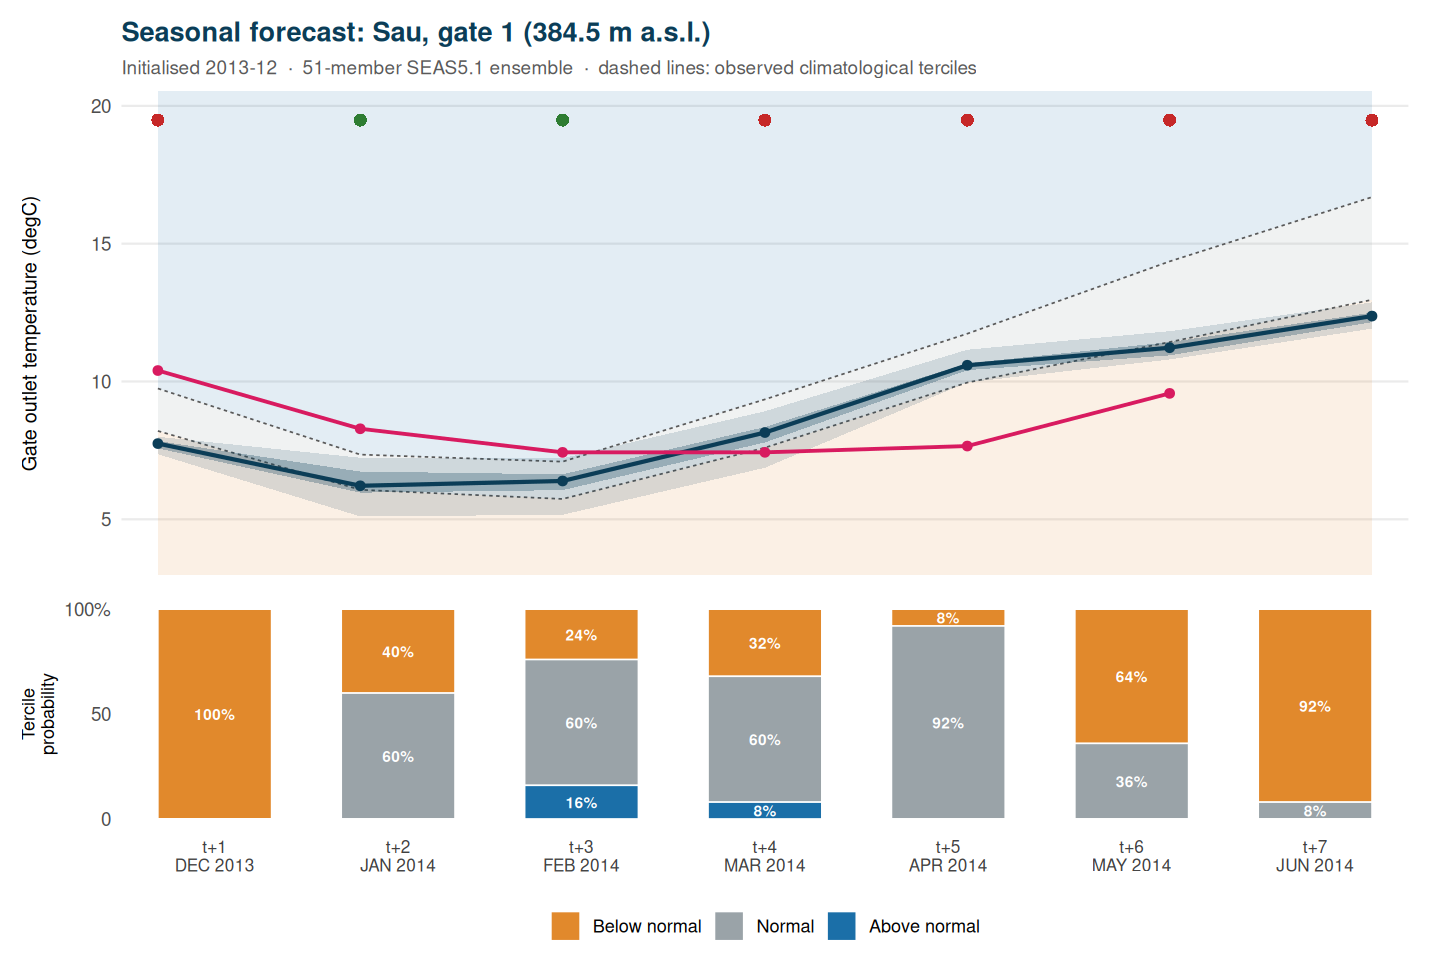 Seasonal forecast: Sau, gate 1 (384.5 m a.s.l.)
Initialised 2013-12 · 51-member SEAS5.1 ensemble · dashed lines: observed climatological terciles
Gate outlet temperature (degC)
20
15
10
5
Tercile
probability
100%
50
0
100%
40%
60%
24%
60%
16%
32%
60%
8%
8%
92%
64%
36%
92%
8%
t+1
DEC 2013
t+2
JAN 2014
t+3
FEB 2014
t+4
MAR 2014
t+5
APR 2014
t+6
MAY 2014
t+7
JUN 2014
Below normal
Normal
Above normal